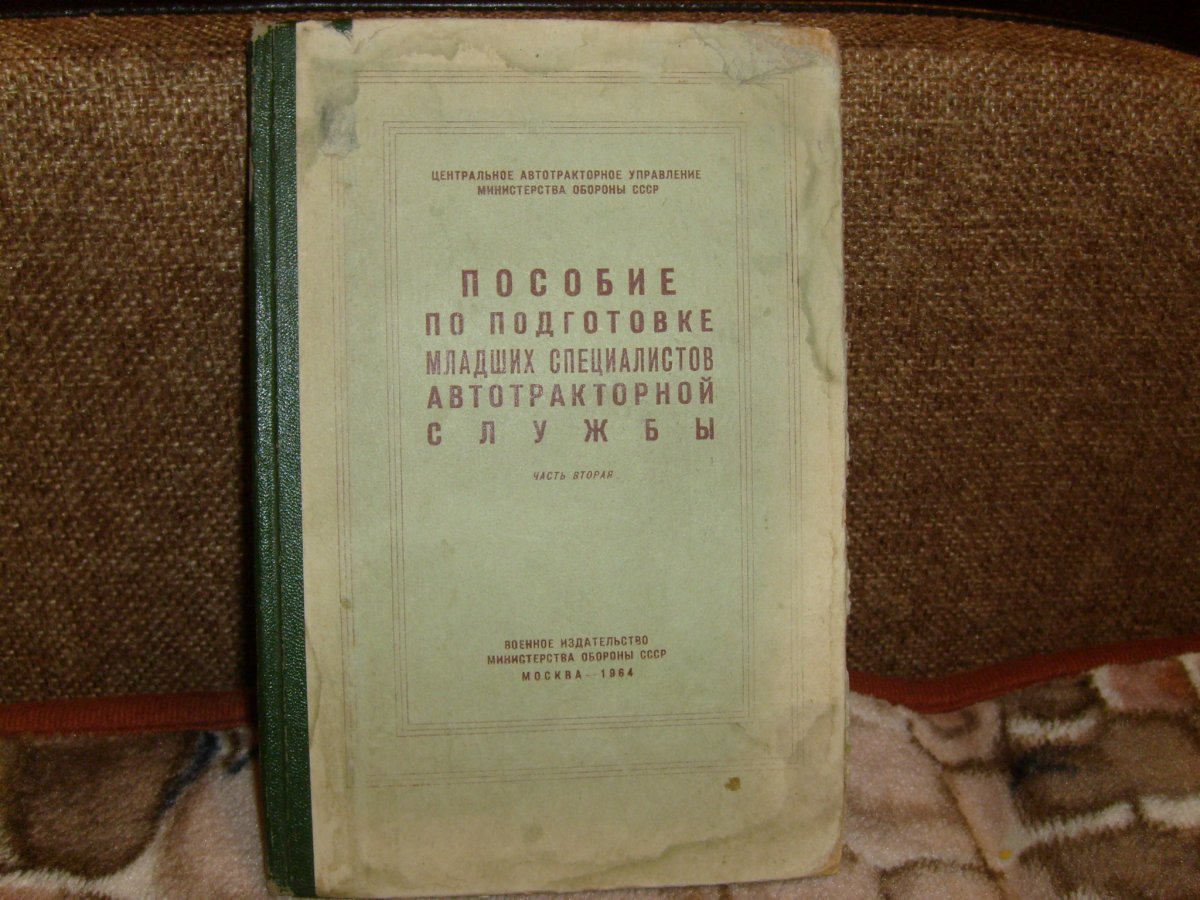 ЦЕНТРАЛЬНОЕ АВТОТРАКТОРНОЕ УПРАВЛЕНИЕ
МИНИСТЕРСТВА ОБОРОНЫ СССР
ПОСОБИЕ
ПО ПОДГОТОВКЕ
МЛАДШИХ СПЕЦИАЛИСТОВ
АВТОТРАКТОРНОЙ
СЛУЖБЫ
ЧАСТЬ ВТОРАЯ
ВОЕННОЕ ИЗДАТЕЛЬСТВО
МИНИСТЕРСТВА ОБОРОНЫ СССР
МОСКВА—1964